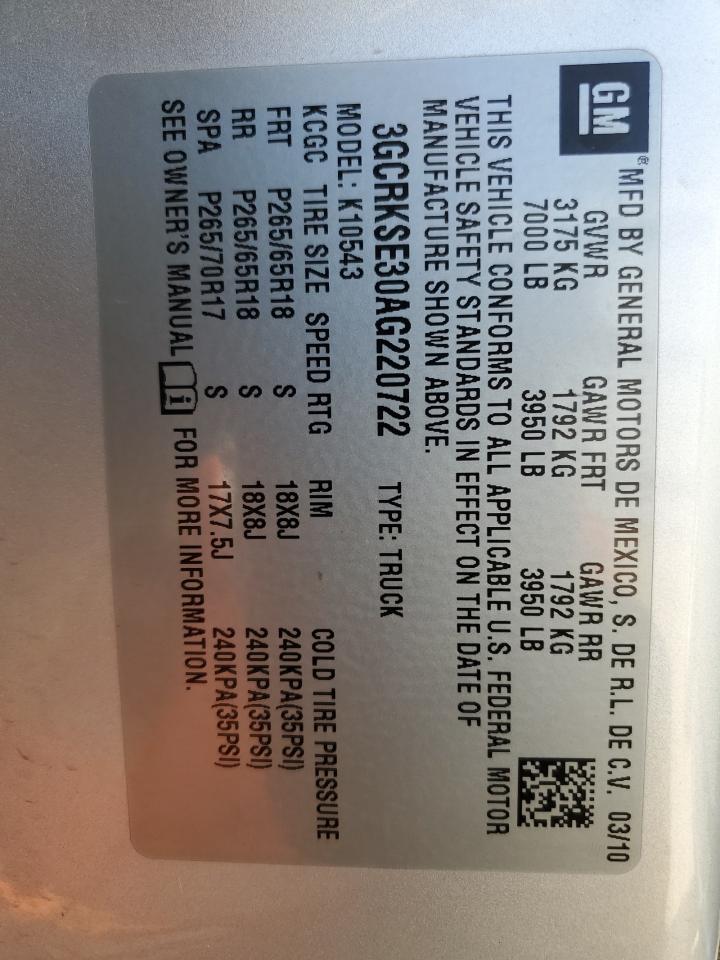 GM
® MFD BY GENERAL MOTORS DE MEXICO, S. DE R.L. DE C.V. 03/10
GVWR GAWR FRT GAWR RR
3175 KG 1792 KG 1792 KG
7000 LB 3950 LB 3950 LB
THIS VEHICLE CONFORMS TO ALL APPLICABLE U.S. FEDERAL MOTOR
VEHICLE SAFETY STANDARDS IN EFFECT ON THE DATE OF
MANUFACTURE SHOWN ABOVE.
3GCRKSE30AG220722 TYPE: TRUCK
MODEL: K10543
KCGC TIRE SIZE SPEED RTG RIM COLD TIRE PRESSURE
FRT P265/65R18 S 18X8J 240KPA(35PSI)
RR P265/65R18 S 18X8J 240KPA(35PSI)
SPA P265/70R17 S 17X7.5J 240KPA(35PSI)
SEE OWNER'S MANUAL i FOR MORE INFORMATION.